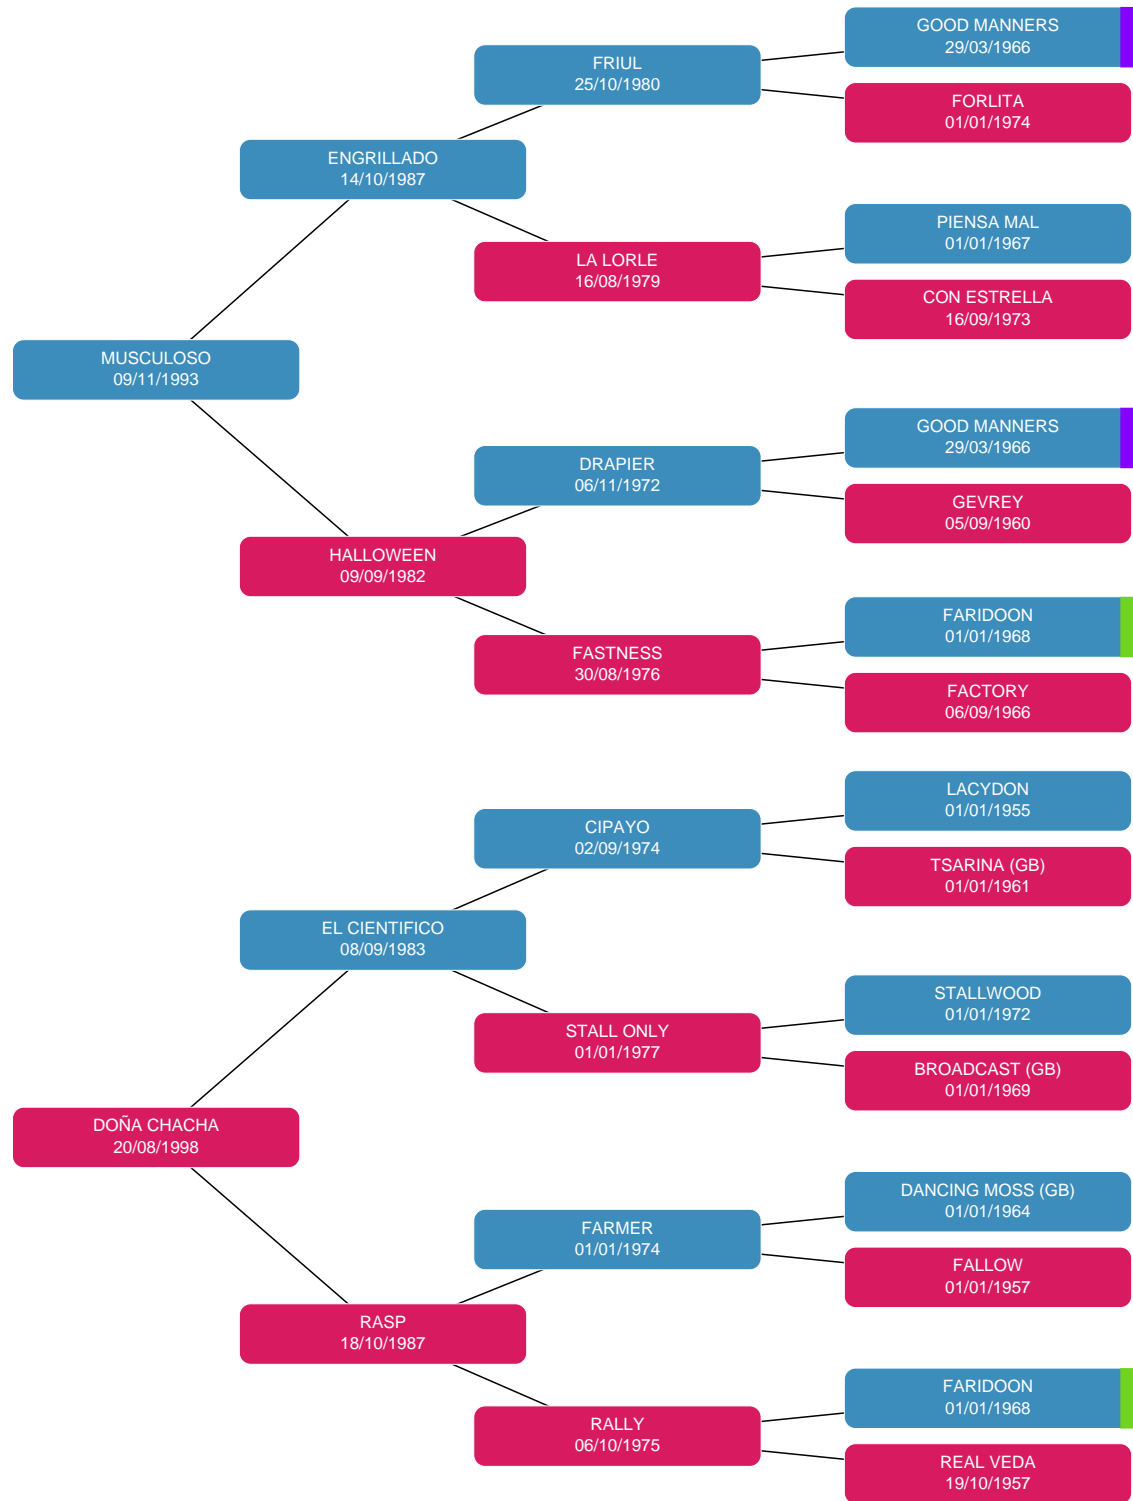 GOOD MANNERS
29/03/1966
FRIUL
25/10/1980
FORLITA
01/01/1974
ENGRILLADO
14/10/1987
PIENSA MAL
01/01/1967
LA LORLE
16/08/1979
CON ESTRELLA
16/09/1973
MUSCULOSO
09/11/1993
GOOD MANNERS
29/03/1966
DRAPIER
06/11/1972
GEVREY
05/09/1960
HALLOWEEN
09/09/1982
FARIDOON
01/01/1968
FASTNESS
30/08/1976
FACTORY
06/09/1966
LACYDON
01/01/1955
CIPAYO
02/09/1974
TSARINA (GB)
01/01/1961
EL CIENTIFICO
08/09/1983
STALLWOOD
01/01/1972
STALL ONLY
01/01/1977
BROADCAST (GB)
01/01/1969
DOÑA CHACHA
20/08/1998
DANCING MOSS (GB)
01/01/1964
FARMER
01/01/1974
FALLOW
01/01/1957
RASP
18/10/1987
FARIDOON
01/01/1968
RALLY
06/10/1975
REAL VEDA
19/10/1957